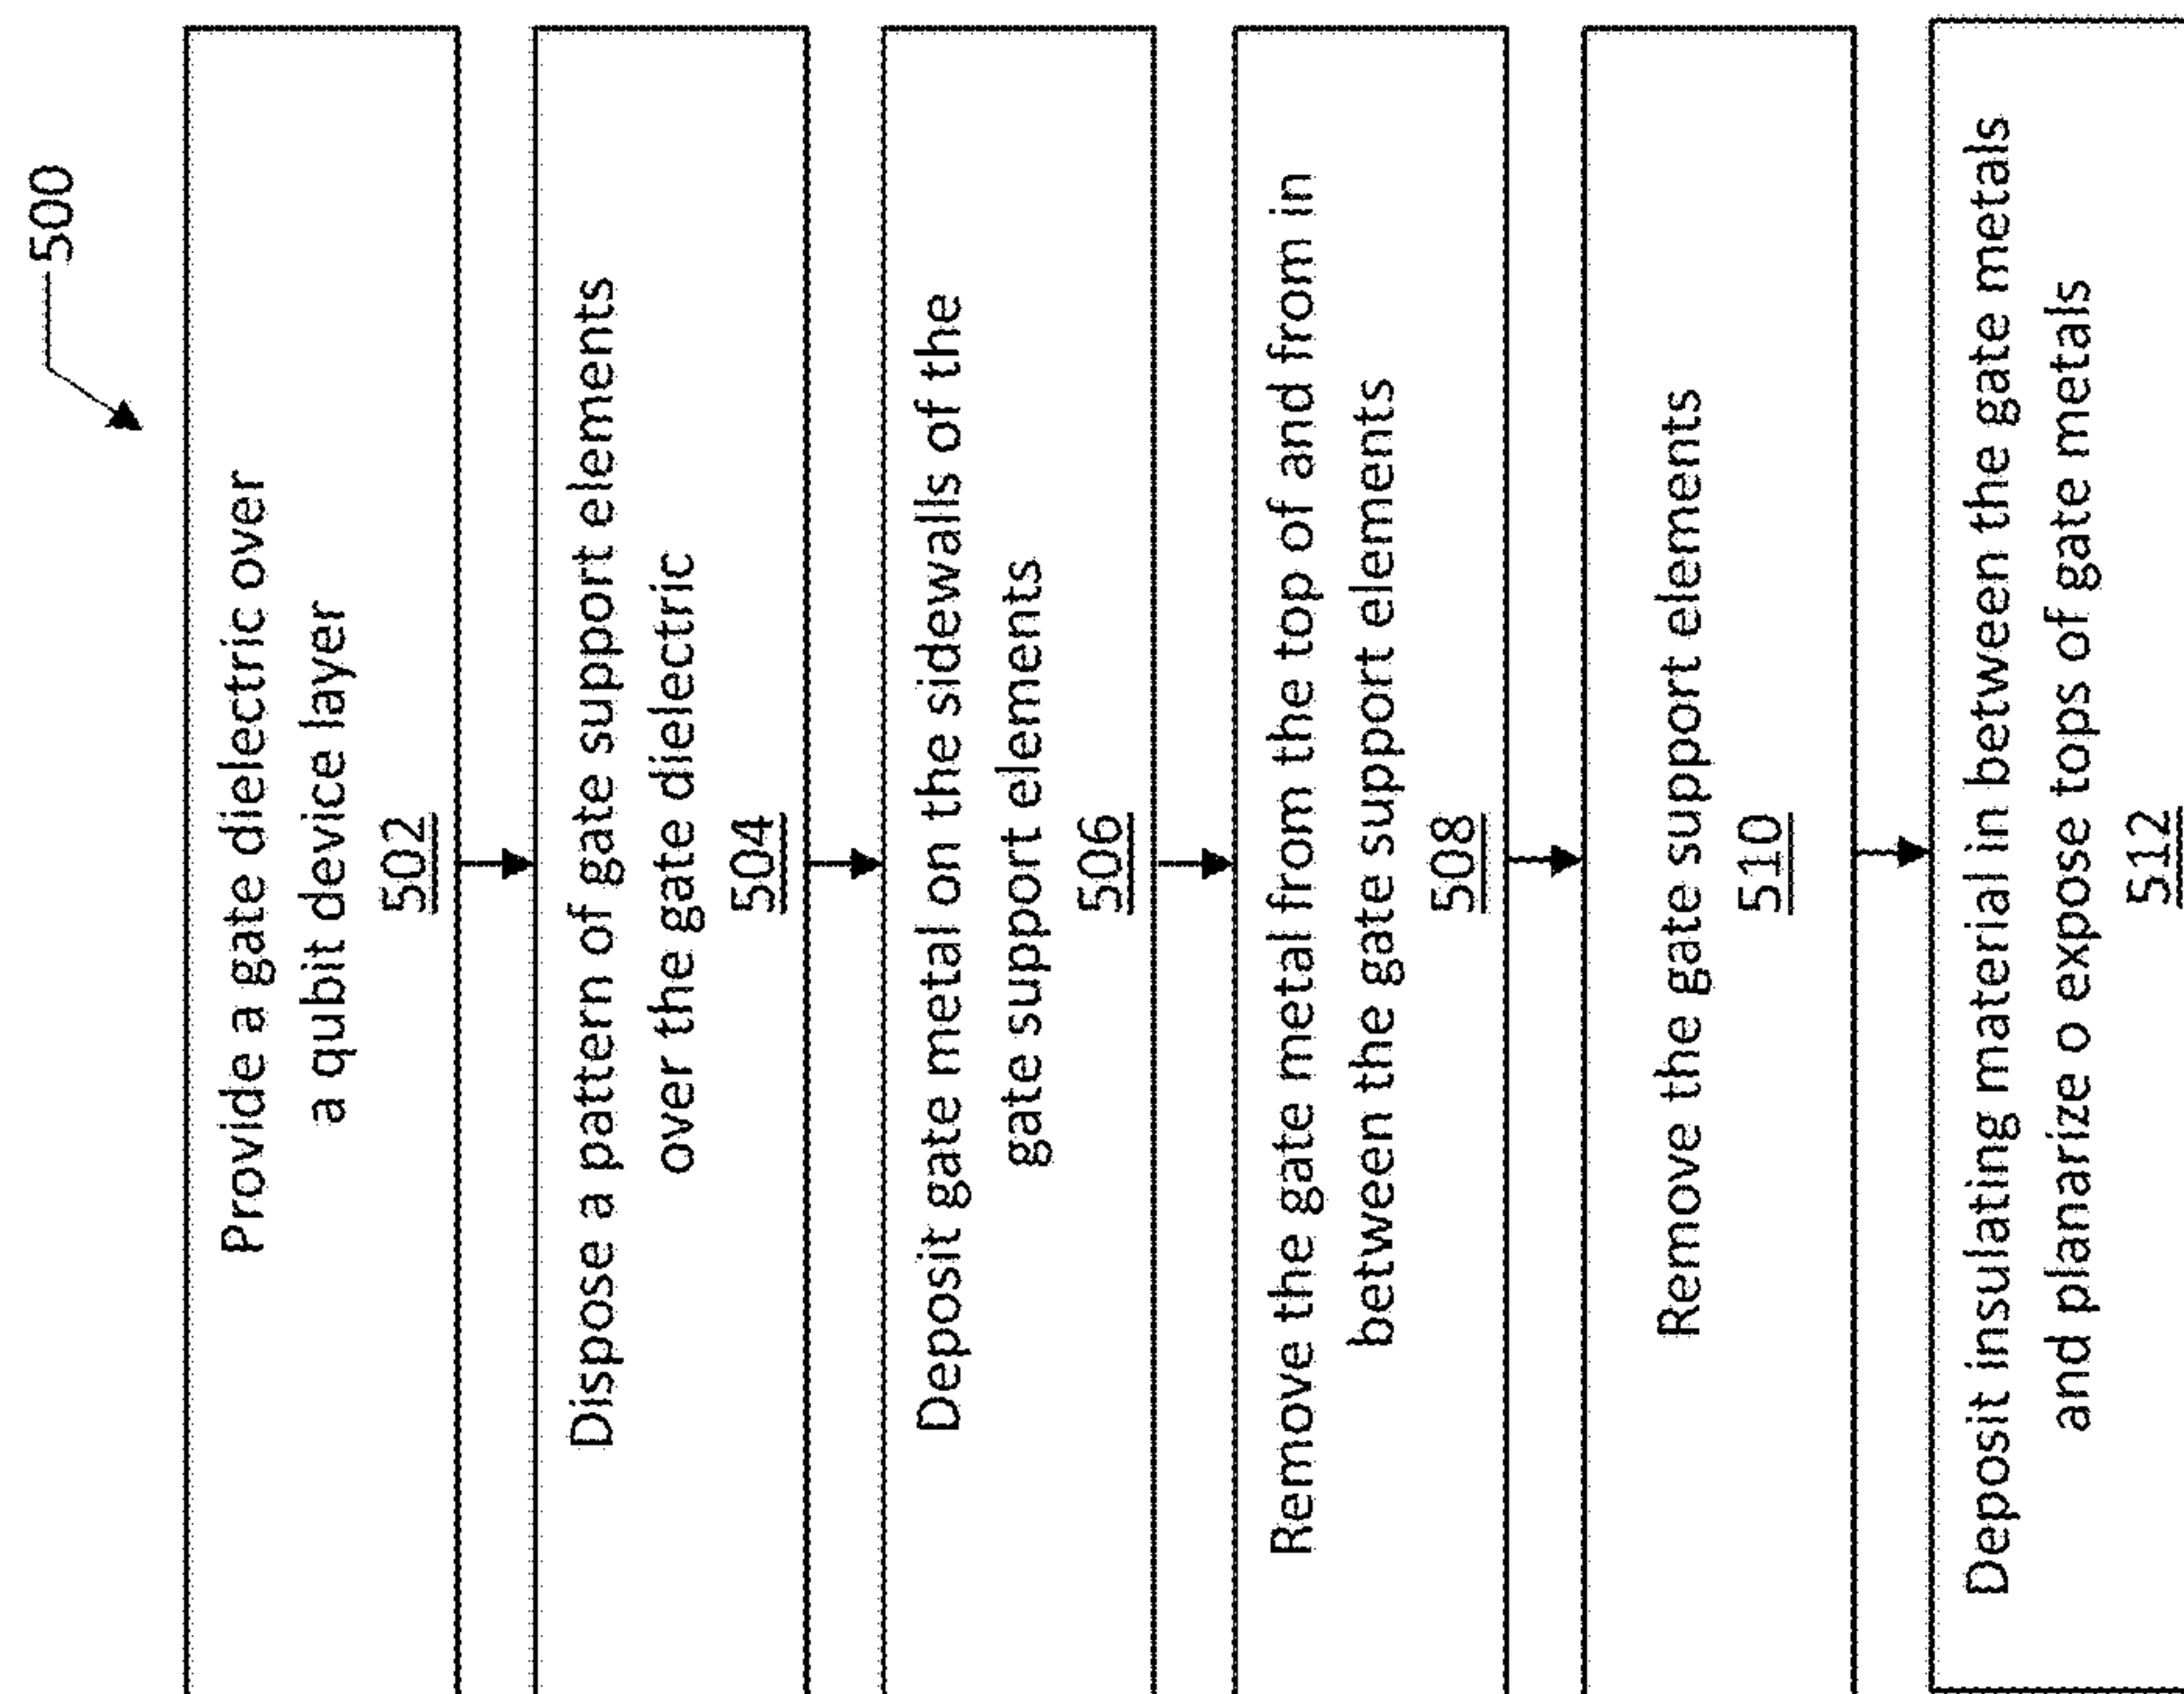 500
Provide a gate dielectric over
a qubit device layer
502
Dispose a pattern of gate support elements
over the gate dielectric
504
Deposit gate metal on the sidewalls of the
gate support elements
506
Remove the gate metal from the top of and from in
between the gate support elements
508
Remove the gate support elements
510
Deposit insulating material in between the gate metals
and planarize o expose tops of gate metals
512